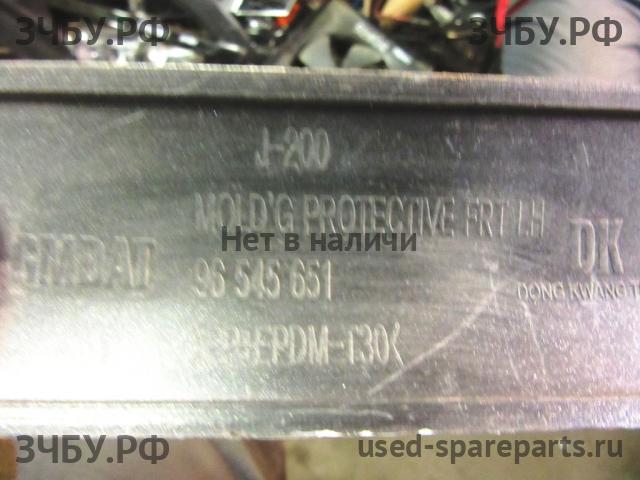 ЗЧБУ.РФ
ЗЧБУ.РФ
J-200
MOLD'G PROTECTIVE FRT LH
Нет в наличи
GMDAT
DK
96 545 651
DONG KWANG
EPDM-T30<
ЗЧБУ.РФ
used-spareparts.ru